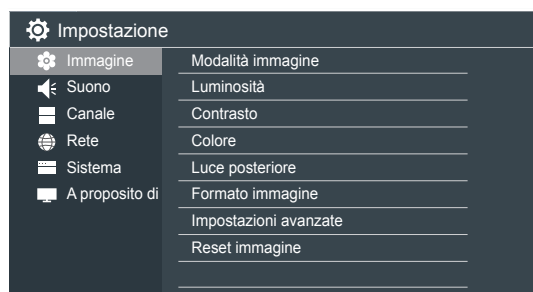 Impostazione
Immagine
Suono
Canale
Rete
Sistema
A proposito di
Modalità immagine
Luminosità
Contrasto
Colore
Luce posteriore
Formato immagine
Impostazioni avanzate
Reset immagine